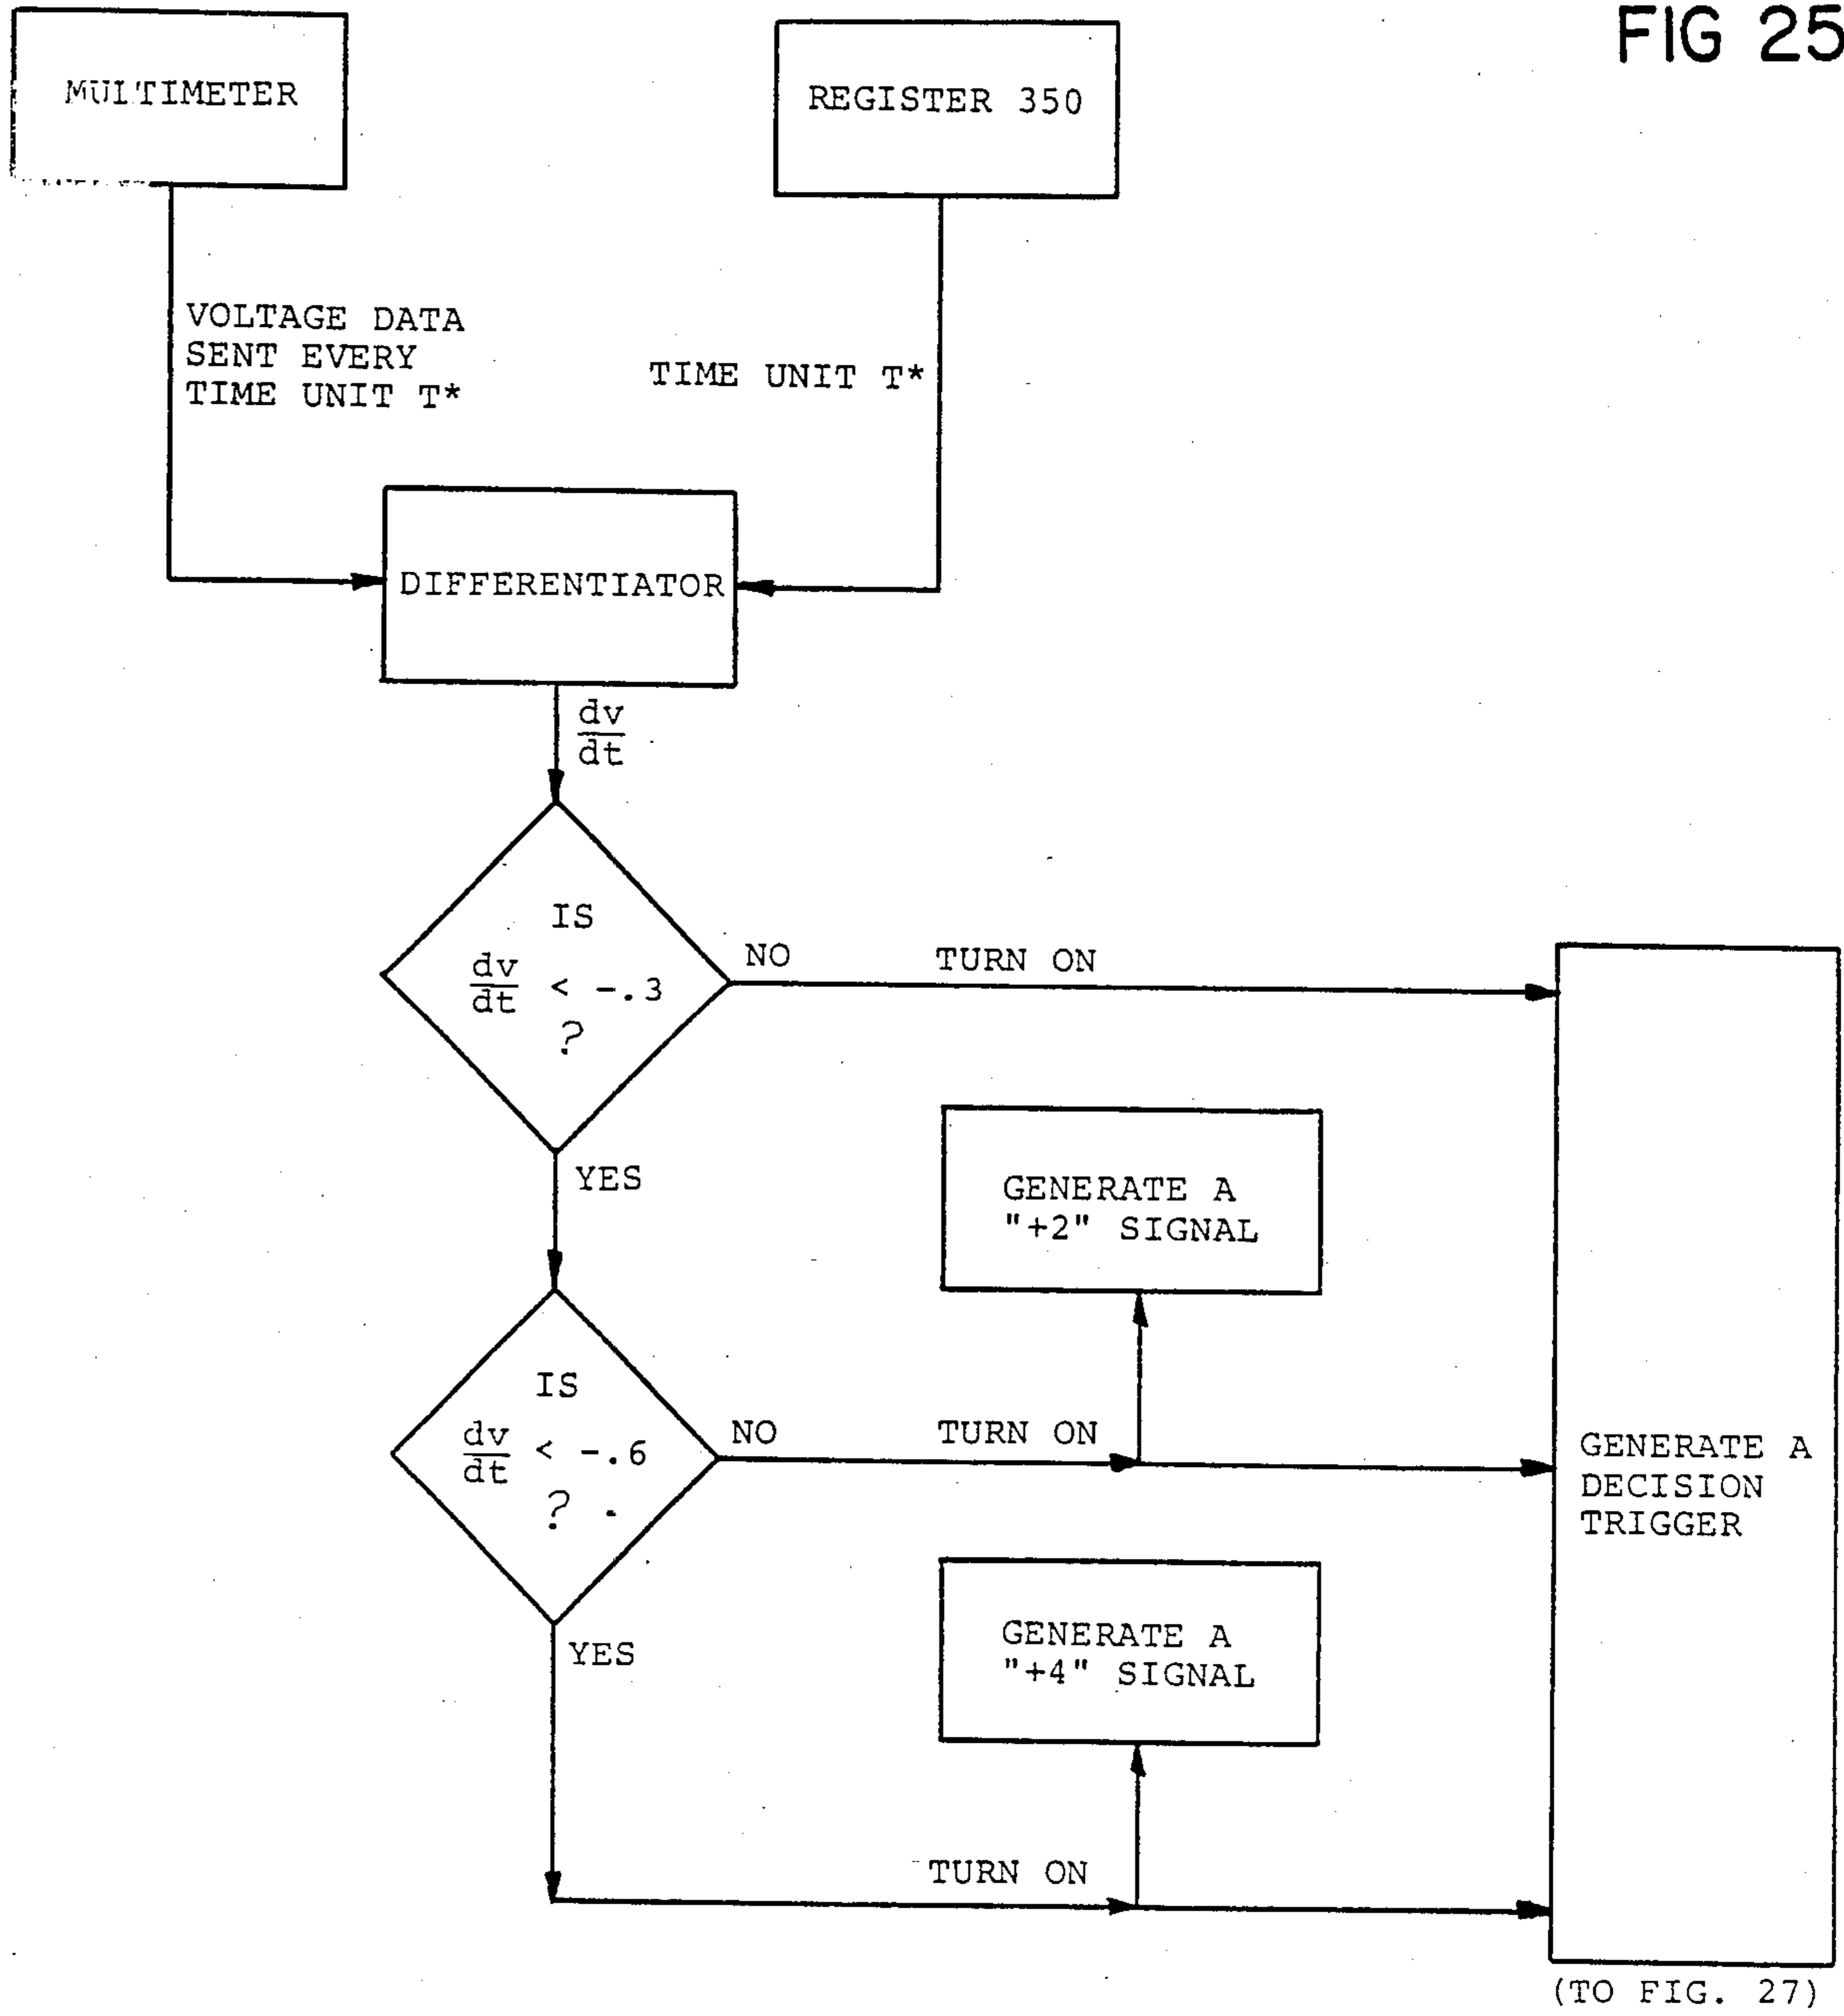 FIG 25
MULTIMETER
REGISTER 350
VOLTAGE DATA
SENT EVERY
TIME UNIT T*
TIME UNIT T*
DIFFERENTIATOR
dv
dt
IS
dv
dt < -.3
?
NO
TURN ON
YES
GENERATE A
"+2" SIGNAL
IS
dv
dt < -.6
?
NO
TURN ON
GENERATE A
DECISION
TRIGGER
YES
GENERATE A
"+4" SIGNAL
TURN ON
(TO FIG. 27)